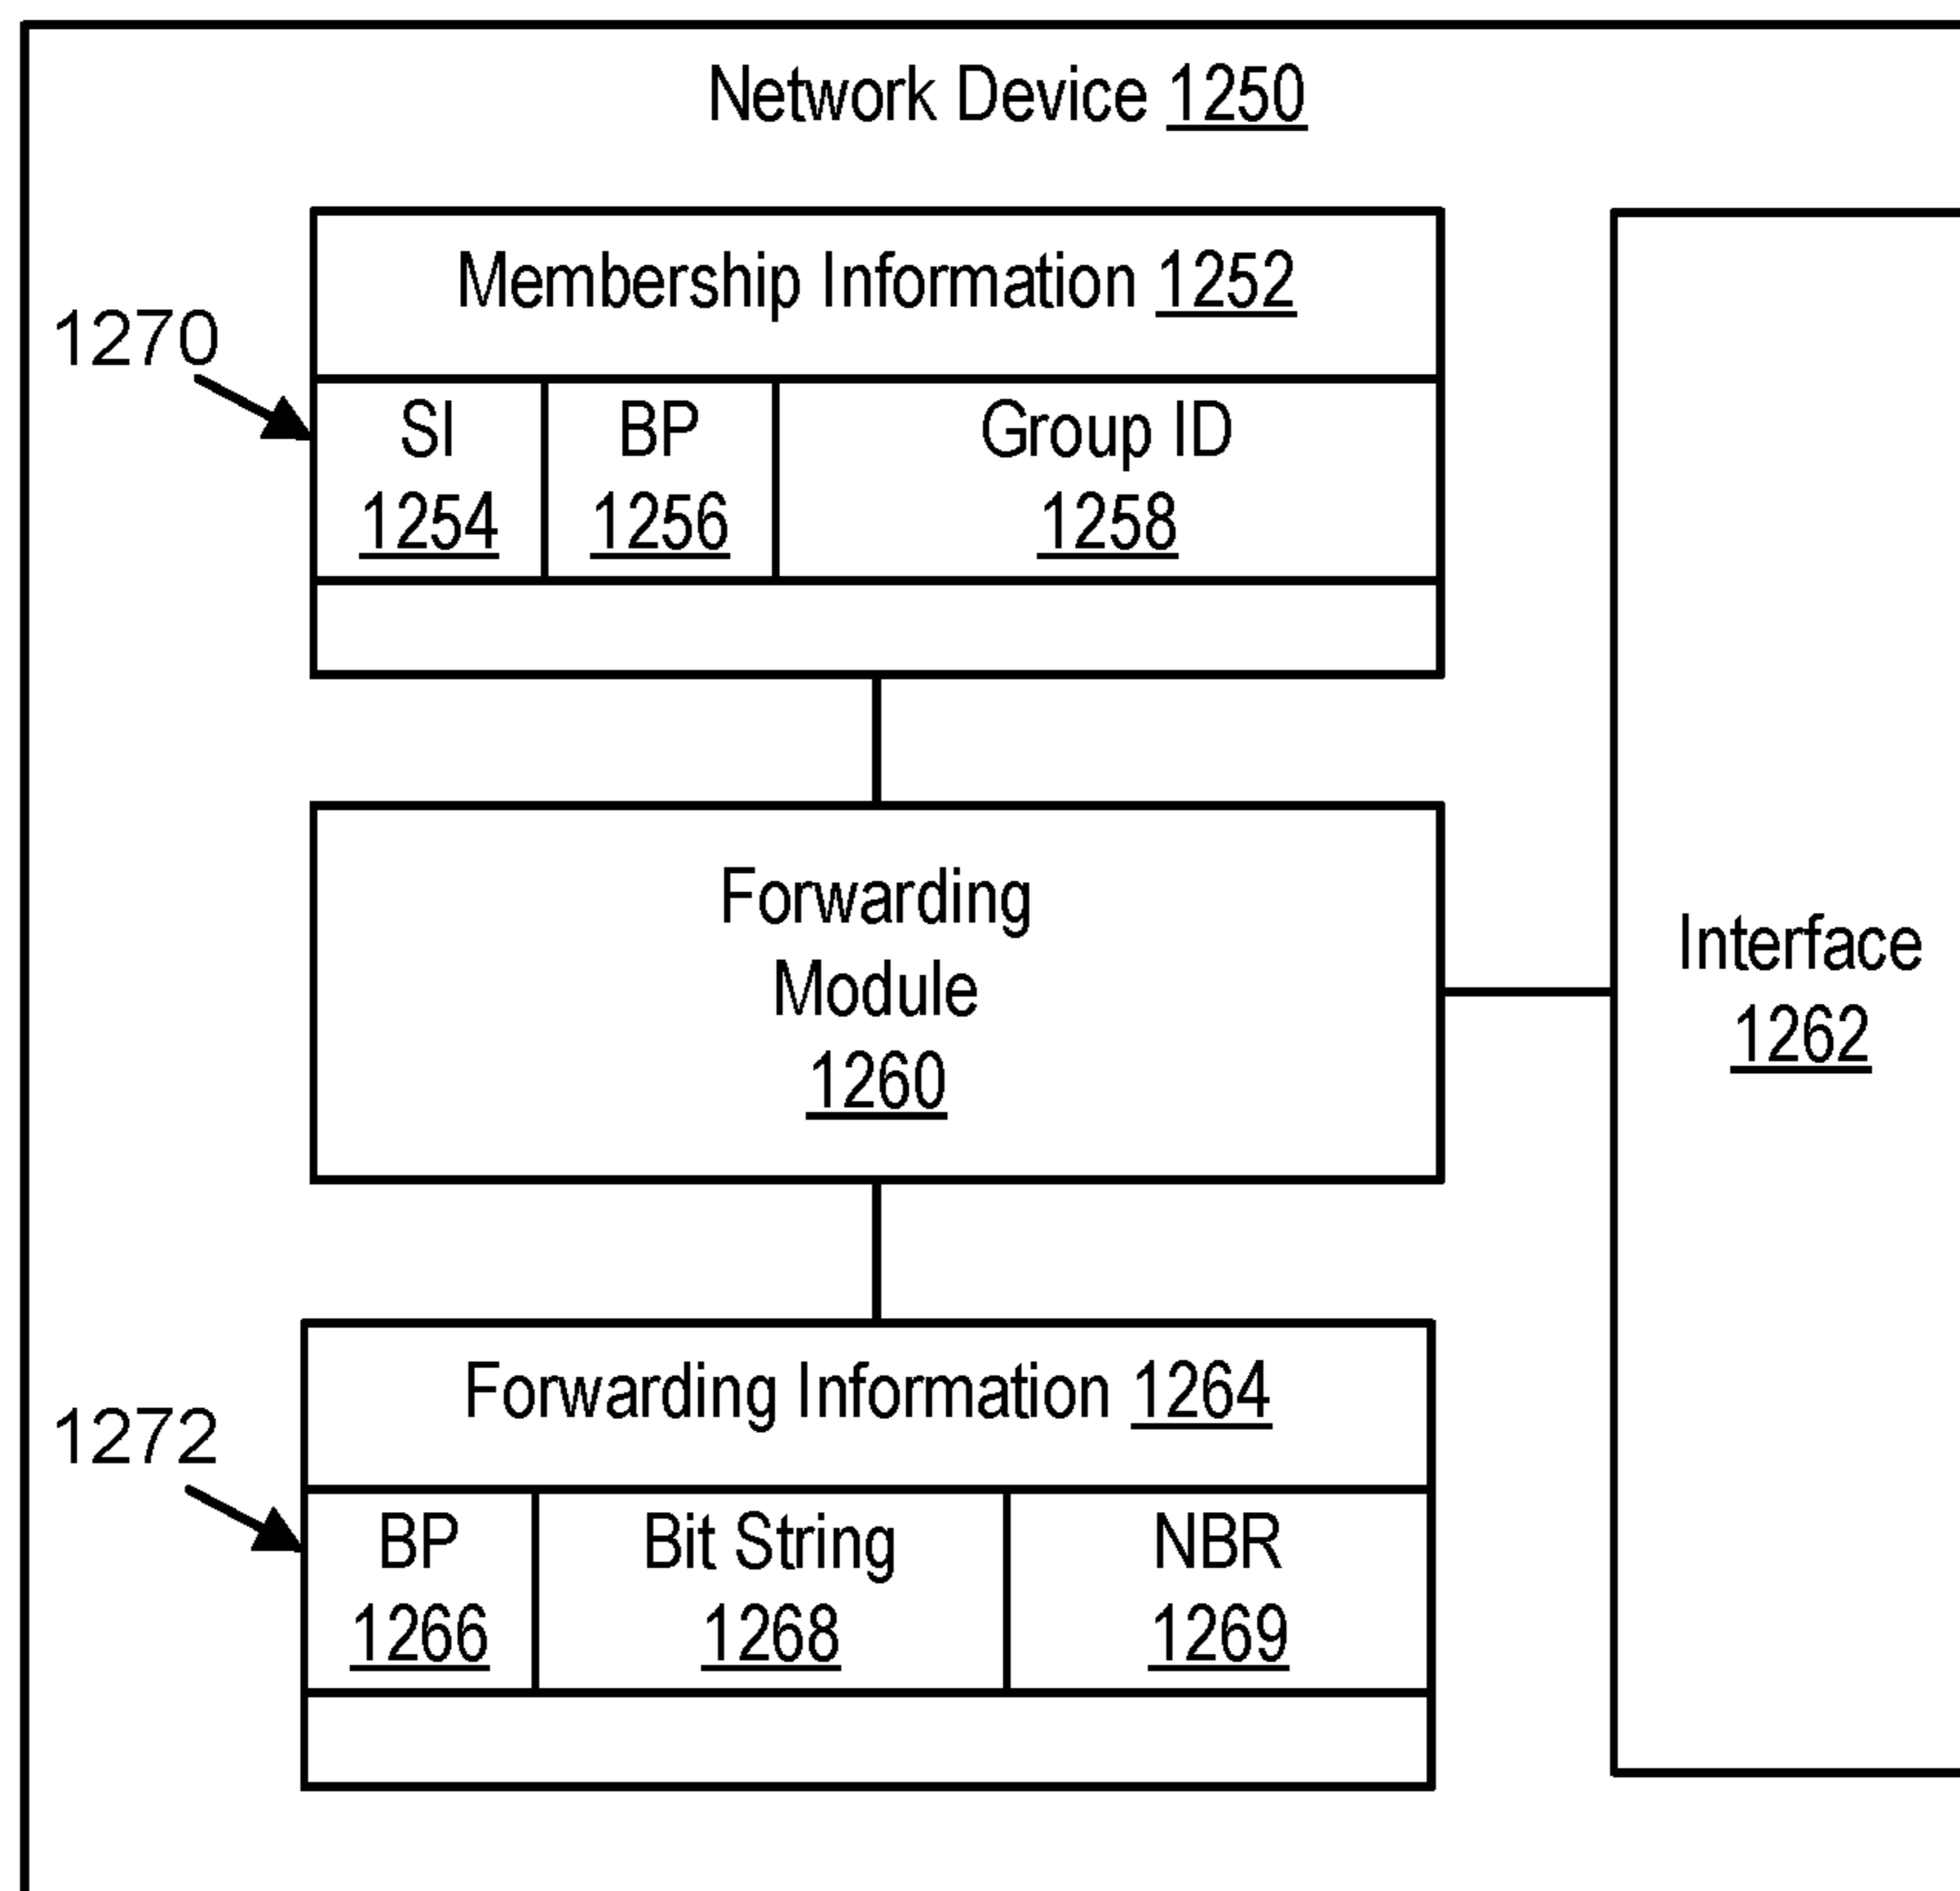 Network Device 1250
Membership Information 1252
1270
SI
1254
BP
1256
Group ID
1258
Forwarding
Module
1260
Interface
1262
Forwarding Information 1264
1272
BP
1266
Bit String
1268
NBR
1269